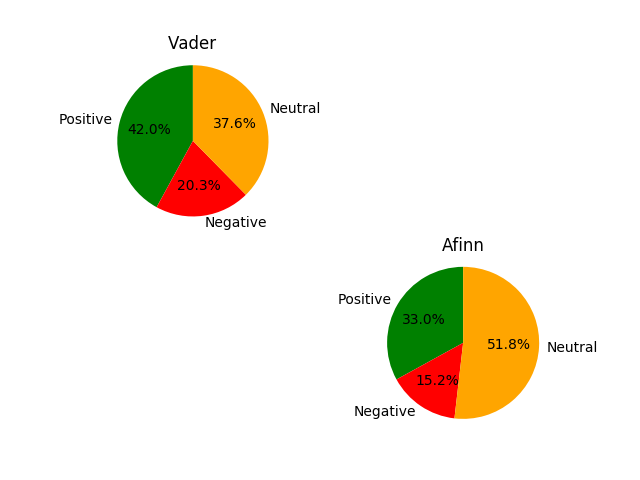 Vader
Neutral
Positive
37.6%
42.0%
20.3%
Negative
Afinn
Positive
33.0%
51.8%
Neutral
15.2%
Negative